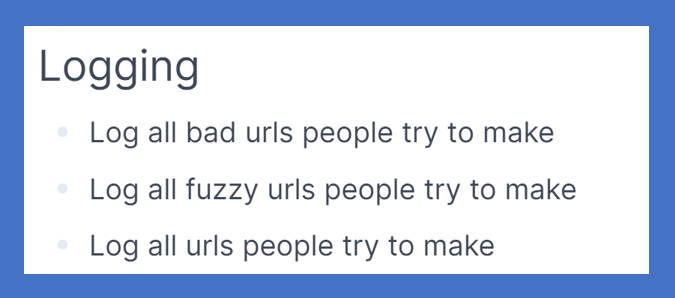 Logging
Log all bad urls people try to make
Log all fuzzy urls people try to make
Log all urls people try to make